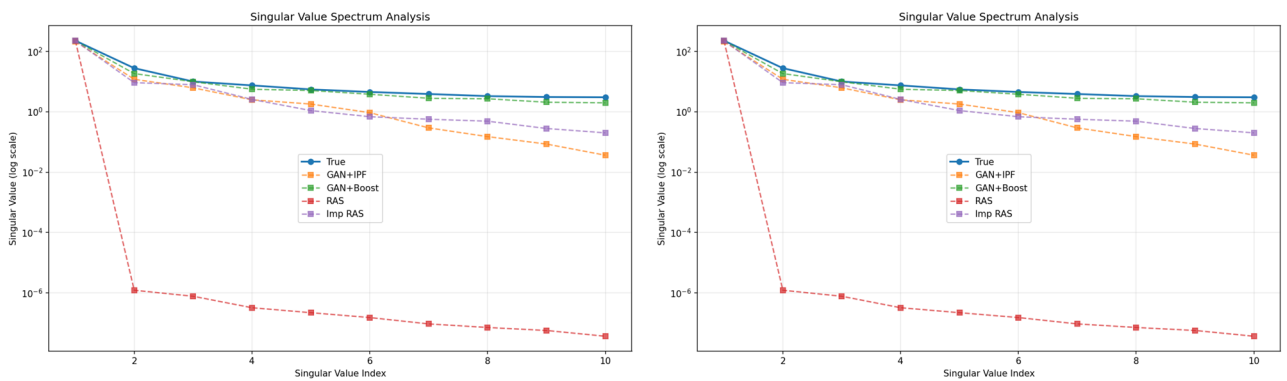 Singular Value Spectrum Analysis
Singular Value (log scale)
10²
10⁰
10⁻²
10⁻⁴
10⁻⁶
True
GAN+IPF
GAN+Boost
RAS
Imp RAS
2
4
6
8
10
Singular Value Index
Singular Value Spectrum Analysis
Singular Value (log scale)
10²
10⁰
10⁻²
10⁻⁴
10⁻⁶
True
GAN+IPF
GAN+Boost
RAS
Imp RAS
2
4
6
8
10
Singular Value Index